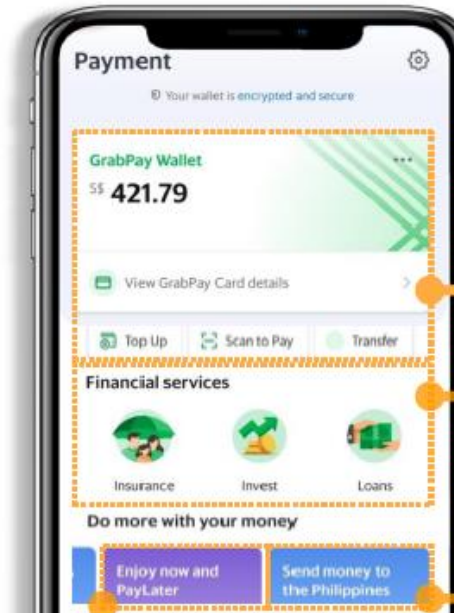 Payment
Your wallet is encrypted and secure
GrabPay Wallet
S$ 421.79
View GrabPay Card details
Top Up Scan to Pay Transfer
Financial services
Insurance Invest Loans
Do more with your money
Enjoy now and Send money to
PayLater the Philippines